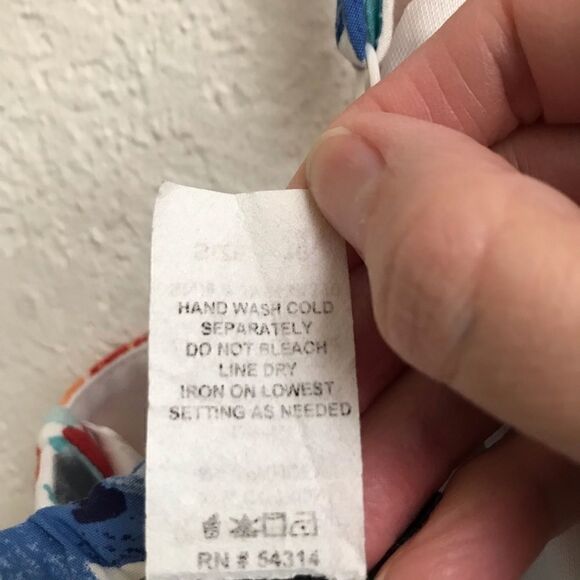 HAND WASH COLD
SEPARATELY
DO NOT BLEACH
LINE DRY
IRON ON LOWEST
SETTING AS NEEDED
RN # 54314